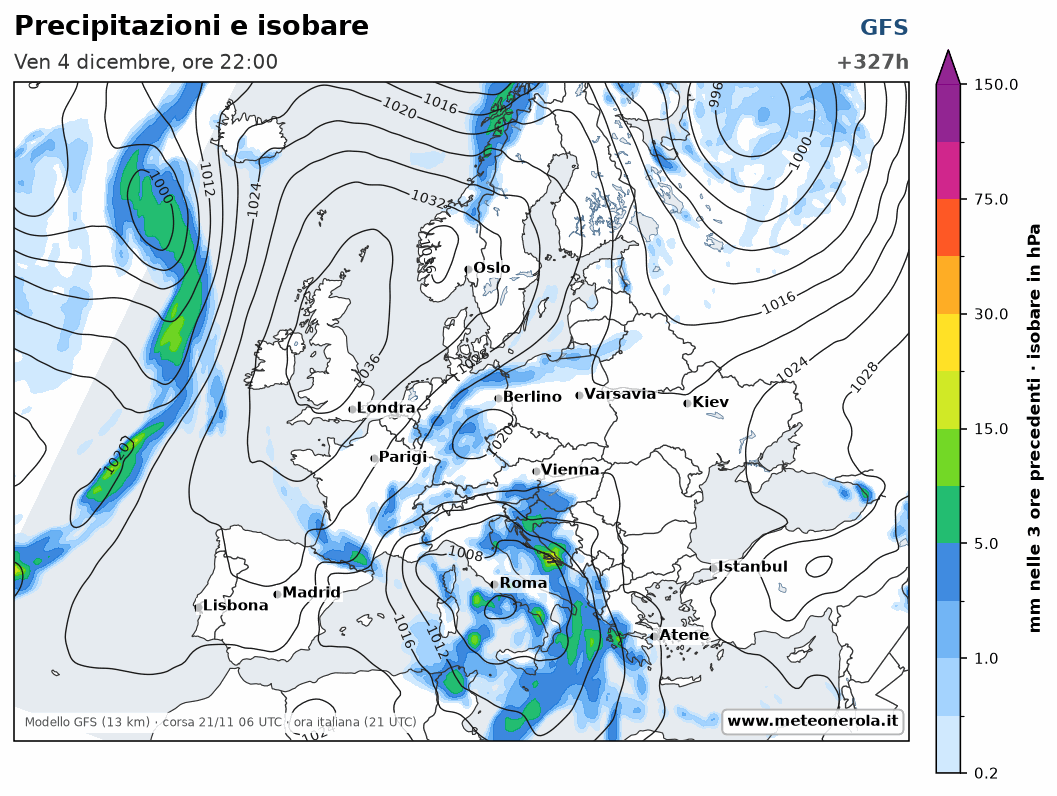 Precipitazioni e isobare
GFS
Ven 4 dicembre, ore 22:00
+327h
1020
1016
996
1000
1012
1000
1024
1032
1036
Oslo
1016
1036
1028
1024
1028
Londra
Berlino
Varsavia
Kiev
1020
1020
Parigi
Vienna
1008
Istanbul
Roma
Madrid
Lisbona
1016
1012
Atene
Modello GFS (13 km) · corsa 21/11 06 UTC · ora italiana (21 UTC)
www.meteonerola.it
150.0
75.0
30.0
15.0
5.0
1.0
0.2
mm nelle 3 ore precedenti · isobare in hPa